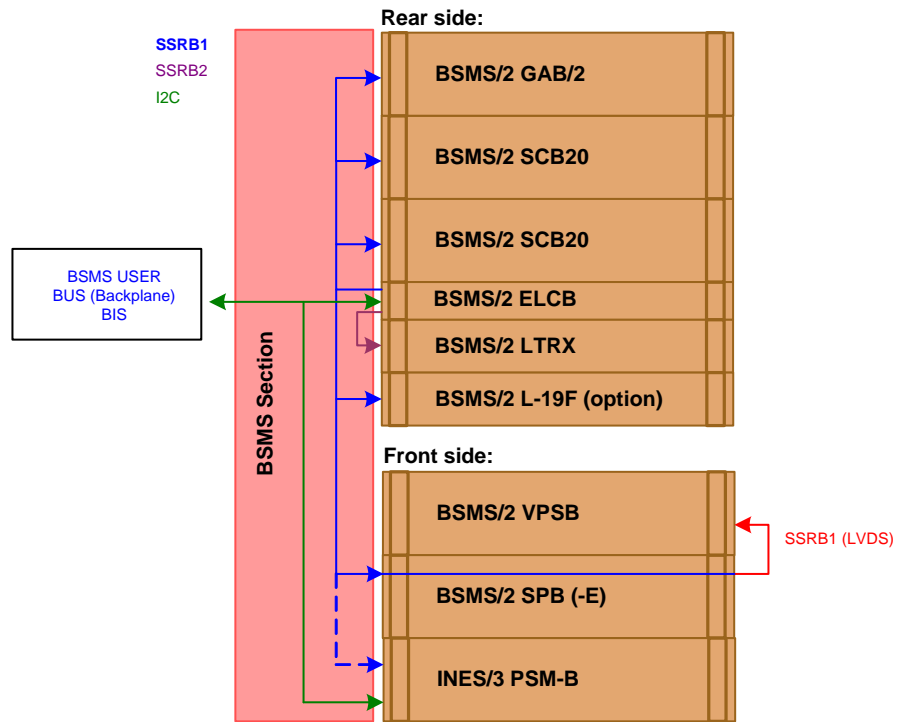 Rear side:
SSRB1
SSRB2
I2C
BSMS/2 GAB/2
BSMS/2 SCB20
BSMS/2 SCB20
BSMS USER
BUS (Backplane)
BIS
BSMS/2 ELCB
BSMS/2 LTRX
BSMS/2 L-19F (option)
BSMS Section
Front side:
BSMS/2 VPSB
SSRB1 (LVDS)
BSMS/2 SPB (-E)
INES/3 PSM-B